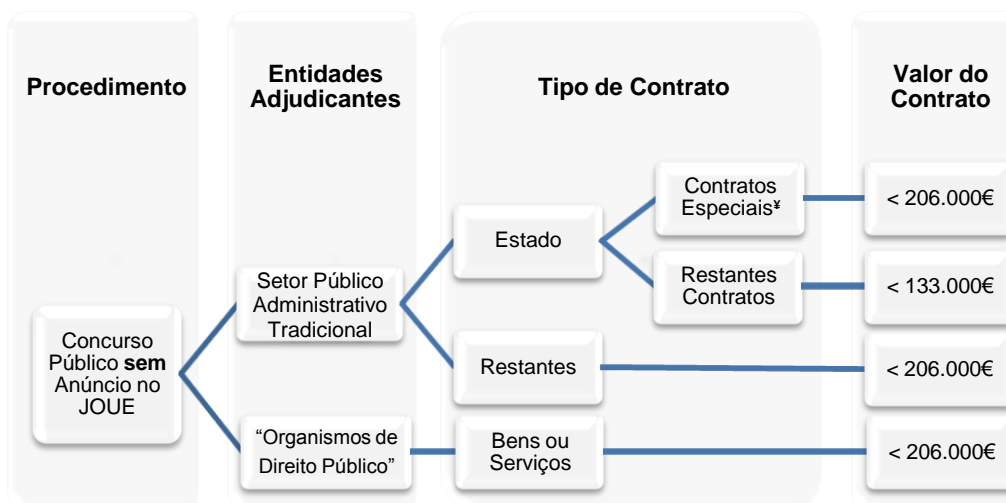 Procedimento
Entidades
Adjudicantes
Tipo de Contrato
Valor do
Contrato
Concurso
Público sem
Anúncio no
JOUE
Setor Público
Administrativo
Tradicional
Estado
Contratos
Especiais¥
< 206.000€
Restantes
Contratos
< 133.000€
Restantes
< 206.000€
“Organismos de
Direito Público”
Bens ou
Serviços
< 206.000€